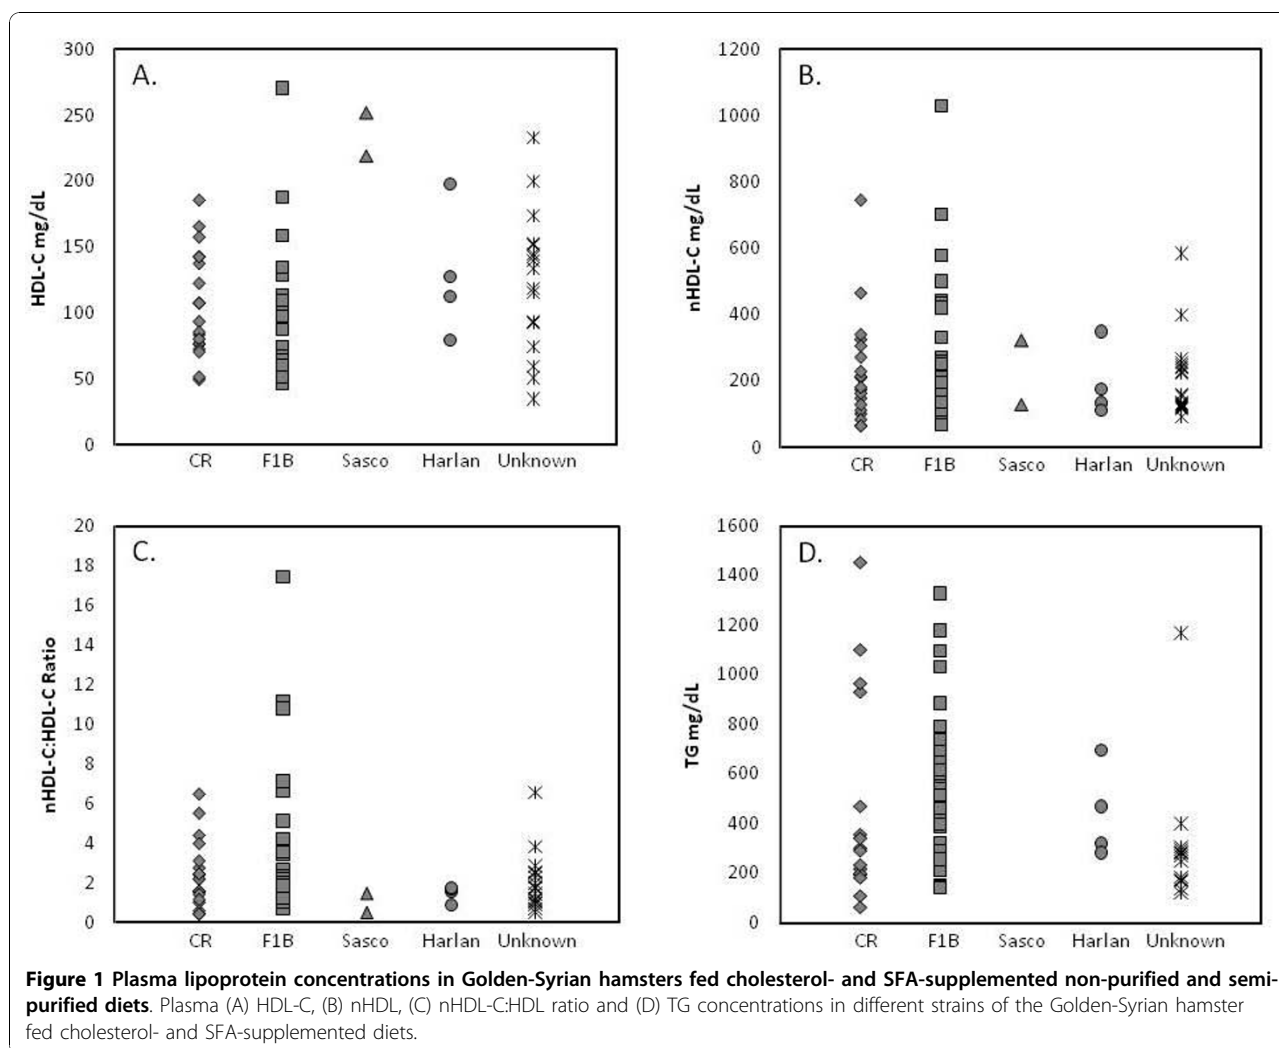 A.
HDL-C mg/dL
300
250
200
150
100
50
0
CR F1B Sasco Harlan Unknown
B.
nHDL-C mg/dL
1200
1000
800
600
400
200
0
CR F1B Sasco Harlan Unknown
C.
nHDL-C:HDL-C Ratio
20
18
16
14
12
10
8
6
4
2
0
CR F1B Sasco Harlan Unknown
D.
TG mg/dL
1600
1400
1200
1000
800
600
400
200
0
CR F1B Sasco Harlan Unknown
Figure 1 Plasma lipoprotein concentrations in Golden-Syrian hamsters fed cholesterol- and SFA-supplemented non-purified and semi-
purified diets. Plasma (A) HDL-C, (B) nHDL, (C) nHDL-C:HDL ratio and (D) TG concentrations in different strains of the Golden-Syrian hamster
fed cholesterol- and SFA-supplemented diets.